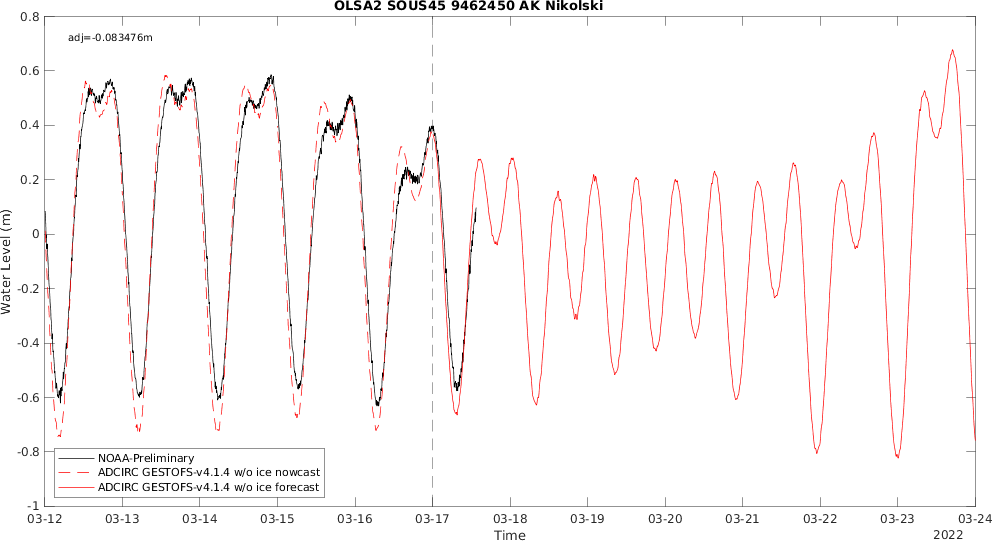 OLSA2 SOUS45 9462450 AK Nikolski
adj=-0.083476m
0.8
0.6
0.4
0.2
0
-0.2
-0.4
-0.6
-0.8
-1
Water Level (m)
NOAA-Preliminary
ADCIRC GESTOFS-v4.1.4 w/o ice nowcast
ADCIRC GESTOFS-v4.1.4 w/o ice forecast
03-12 03-13 03-14 03-15 03-16 03-17 03-18 03-19 03-20 03-21 03-22 03-23 03-24
Time
2022